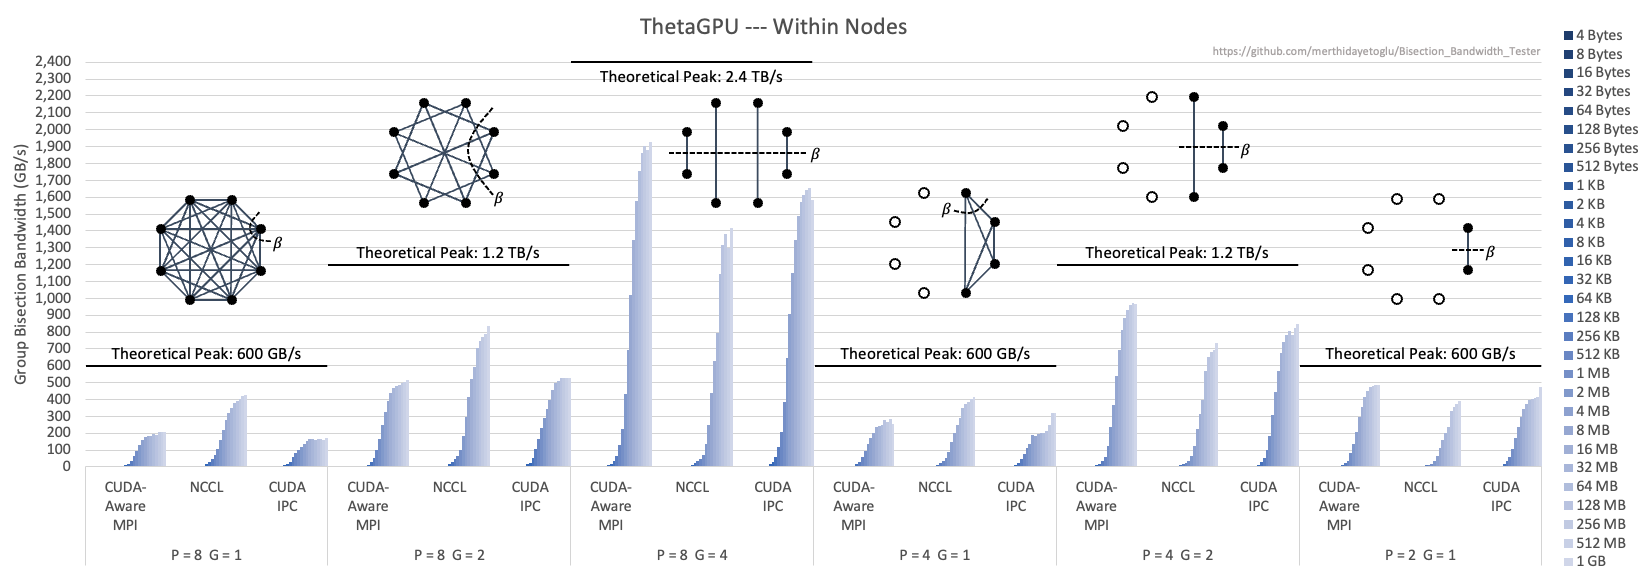 ThetaGPU --- Within Nodes
https://github.com/merthidayetoglu/Bisection_Bandwidth_Tester
Group Bisection Bandwidth (GB/s)
2,400
2,300
2,200
2,100
2,000
1,900
1,800
1,700
1,600
1,500
1,400
1,300
1,200
1,100
1,000
900
800
700
600
500
400
300
200
100
0
Theoretical Peak: 600 GB/s
β
Theoretical Peak: 1.2 TB/s
β
Theoretical Peak: 2.4 TB/s
β
Theoretical Peak: 600 GB/s
β
Theoretical Peak: 1.2 TB/s
β
Theoretical Peak: 600 GB/s
β
CUDA-
Aware
MPI
NCCL
CUDA
IPC
P = 8 G = 1
CUDA-
Aware
MPI
NCCL
CUDA
IPC
P = 8 G = 2
CUDA-
Aware
MPI
NCCL
CUDA
IPC
P = 8 G = 4
CUDA-
Aware
MPI
NCCL
CUDA
IPC
P = 4 G = 1
CUDA-
Aware
MPI
NCCL
CUDA
IPC
P = 4 G = 2
CUDA-
Aware
MPI
NCCL
CUDA
IPC
P = 2 G = 1
4 Bytes
8 Bytes
16 Bytes
32 Bytes
64 Bytes
128 Bytes
256 Bytes
512 Bytes
1 KB
2 KB
4 KB
8 KB
16 KB
32 KB
64 KB
128 KB
256 KB
512 KB
1 MB
2 MB
4 MB
8 MB
16 MB
32 MB
64 MB
128 MB
256 MB
512 MB
1 GB